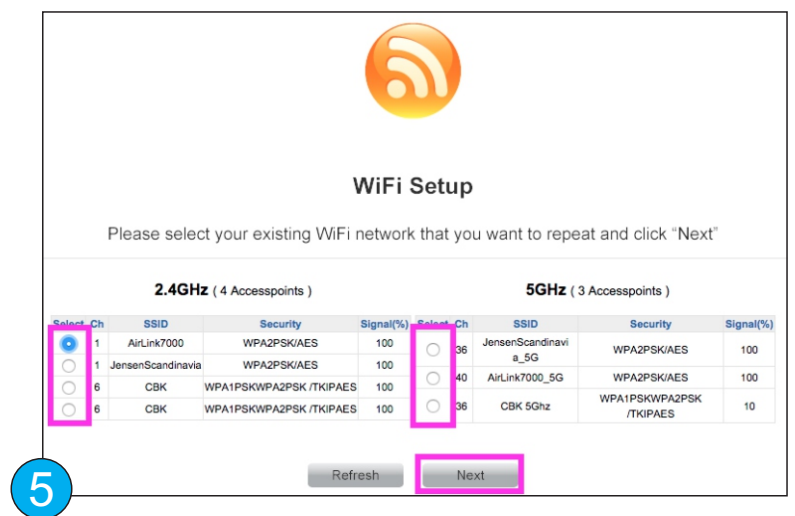 WiFi Setup
Please select your existing WiFi network that you want to repeat and click “Next”
2.4GHz ( 4 Accesspoints )
Select Ch SSID Security Signal(%)
1 AirLink7000 WPA2PSK/AES 100
1 JensenScandinavia WPA2PSK/AES 100
6 CBK WPA1PSKWPA2PSK /TKIPAES 100
6 CBK WPA1PSKWPA2PSK /TKIPAES 100
5GHz ( 3 Accesspoints )
Select Ch SSID Security Signal(%)
36 JensenScandinavi
a_5G WPA2PSK/AES 100
40 AirLink7000_5G WPA2PSK/AES 100
36 CBK 5Ghz WPA1PSKWPA2PSK
/TKIPAES 10
Refresh Next
5